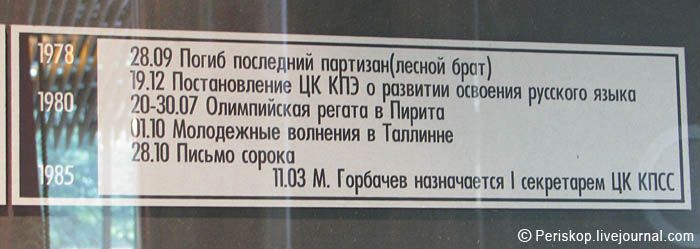 1978
28.09 Погиб последний партизан(лесной брат)
19.12 Постановление ЦК КПЭ о развитии освоения русского языка
1980
20-30.07 Олимпийская регата в Пирита
01.10 Молодежные волнения в Таллинне
28.10 Письмо сорока
1985
11.03 М. Горбачев назначается I секретарем ЦК КПСС
© Periskop.livejournal.com